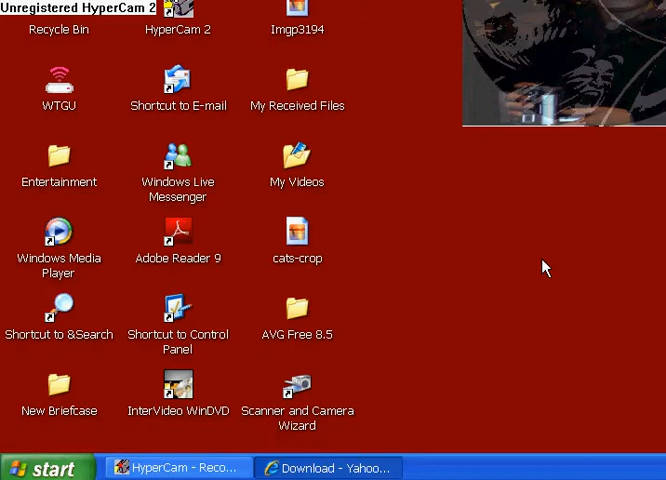 Unregistered HyperCam 2
Recycle Bin
HyperCam 2
Imgp3194
WTGU
Shortcut to E-mail
My Received Files
Entertainment
Windows Live
Messenger
My Videos
Windows Media
Player
Adobe Reader 9
cats-crop
Shortcut to &Search
Shortcut to Control
Panel
AVG Free 8.5
New Briefcase
InterVideo WinDVD
Scanner and Camera
Wizard
start
HyperCam - Reco...
Download - Yahoo...